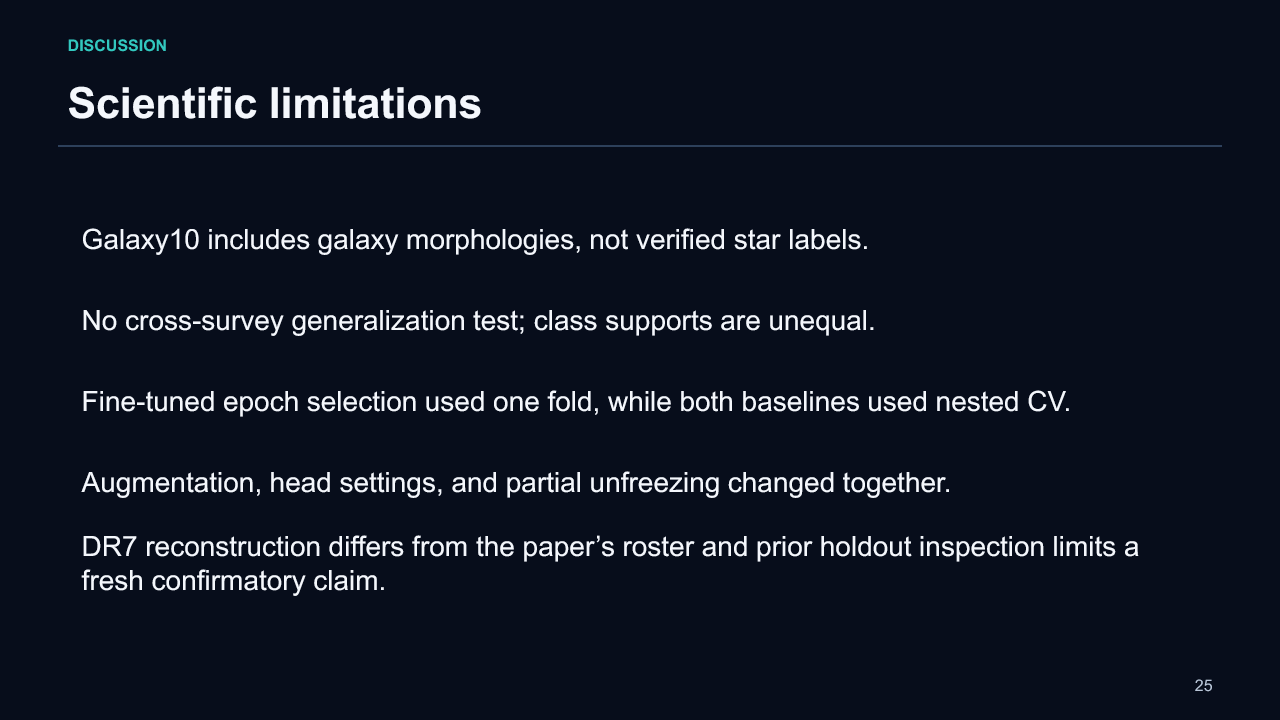 DISCUSSION
Scientific limitations
Galaxy10 includes galaxy morphologies, not verified star labels.
No cross-survey generalization test; class supports are unequal.
Fine-tuned epoch selection used one fold, while both baselines used nested CV.
Augmentation, head settings, and partial unfreezing changed together.
DR7 reconstruction differs from the paper’s roster and prior holdout inspection limits a
fresh confirmatory claim.
25